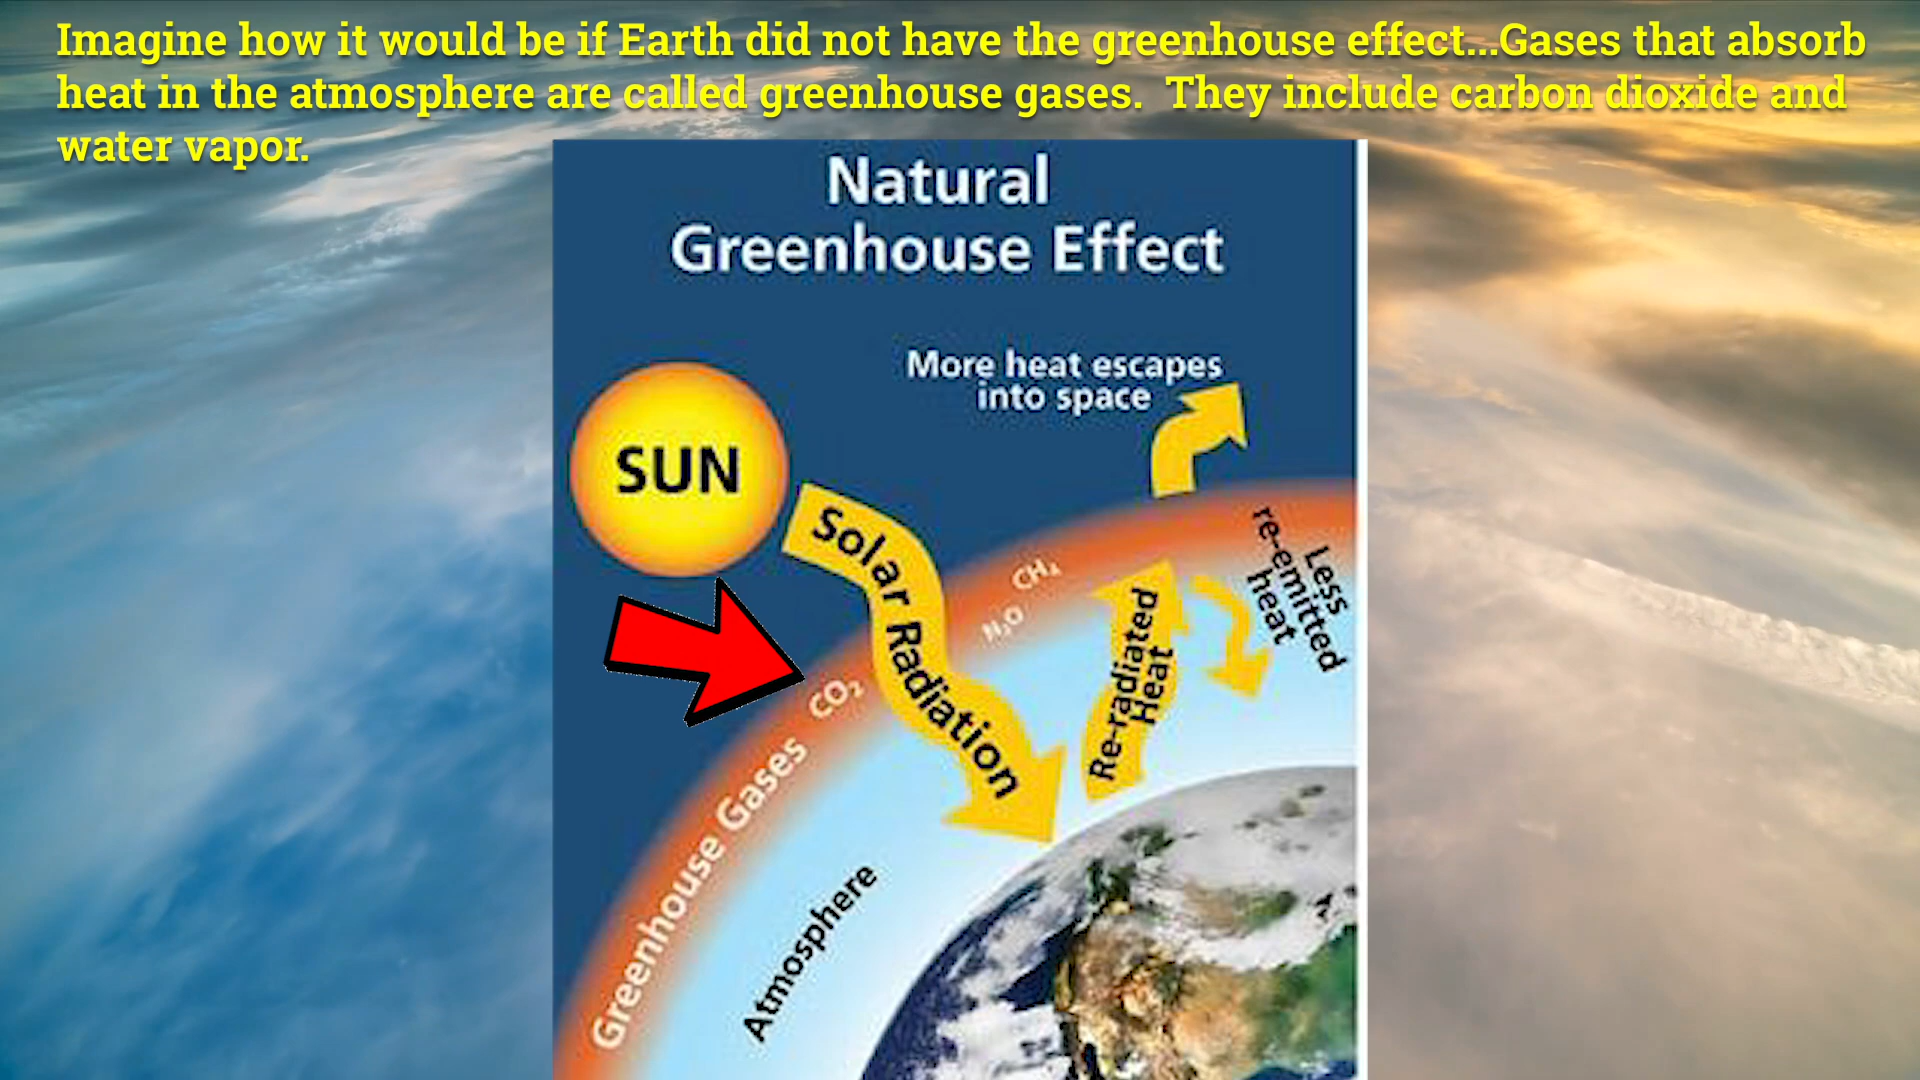 Imagine how it would be if Earth did not have the greenhouse effect...Gases that absorb
heat in the atmosphere are called greenhouse gases.  They include carbon dioxide and
water vapor.
Natural
Greenhouse Effect
More heat escapes
into space
SUN
Solar Radiation
CH₄
N₂O
CO₂
Re-radiated
Heat
Less
re-emitted
heat
Greenhouse Gases
Atmosphere